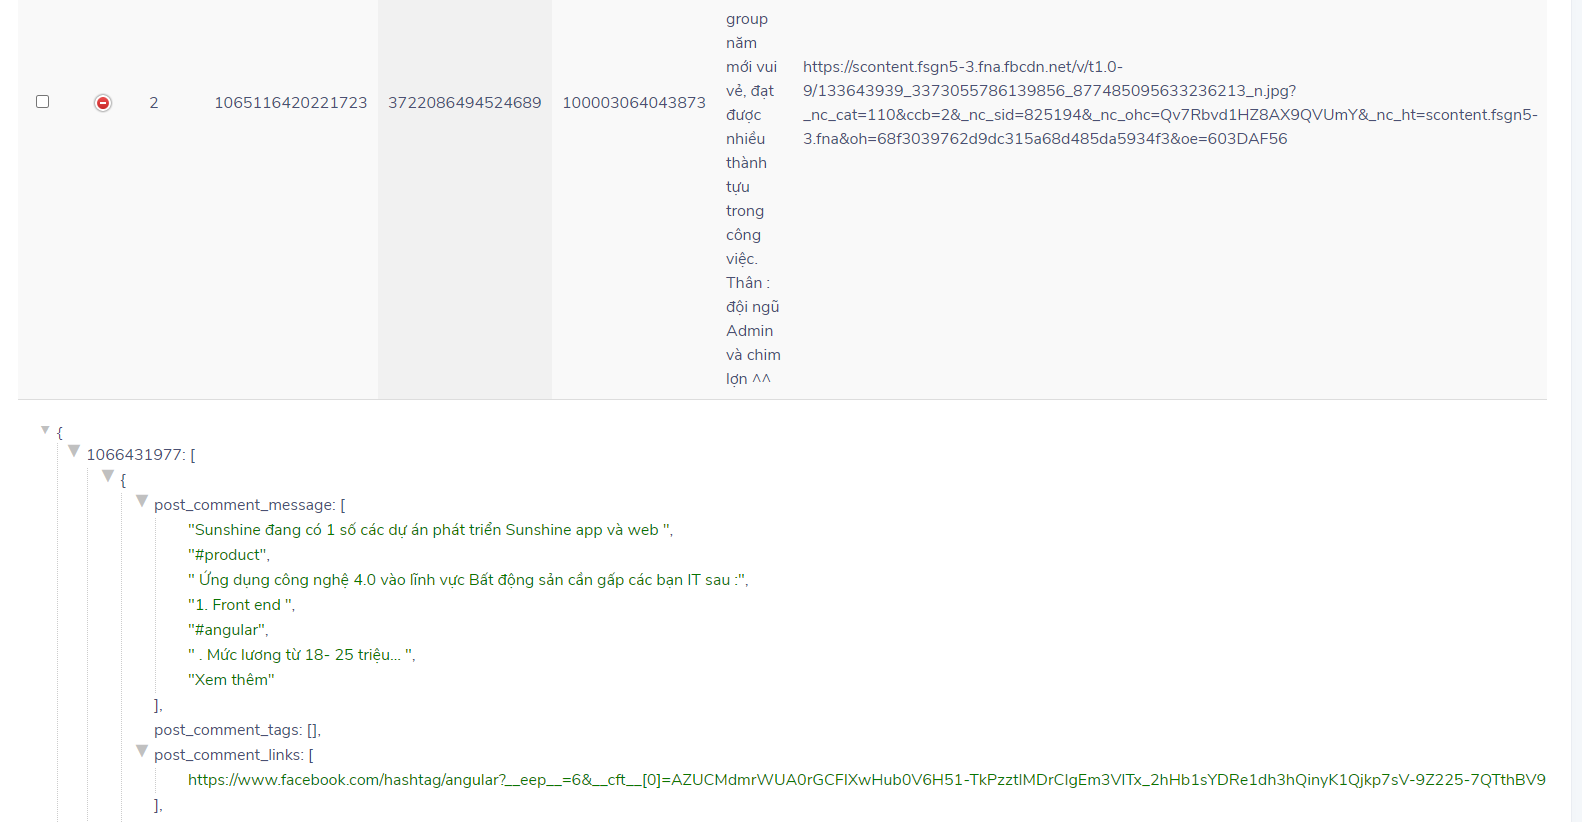 group
năm
mới vui
vẻ, đạt
được
nhiều
thành
tựu
trong
công
việc.
Thân :
đội ngũ
Admin
và chim
lợn ^^
2 1065116420221723 3722086494524689 100003064043873
https://scontent.fsgn5-3.fna.fbcdn.net/v/t1.0-
9/133643939_3373055786139856_877485095633236213_n.jpg?
_nc_cat=110&ccb=2&_nc_sid=825194&_nc_ohc=Qv7Rbvd1HZ8AX9QVUmY&_nc_ht=scontent.fsgn5-
3.fna&oh=68f3039762d9dc315a68d485da5934f3&oe=603DAF56
{
1066431977: [
{
post_comment_message: [
"Sunshine đang có 1 số các dự án phát triển Sunshine app và web ",
"#product",
" Ứng dụng công nghệ 4.0 vào lĩnh vực Bất động sản cần gấp các bạn IT sau :",
"1. Front end ",
"#angular",
" . Mức lương từ 18- 25 triệu... ",
"Xem thêm"
],
post_comment_tags: [],
post_comment_links: [
https://www.facebook.com/hashtag/angular?__eep__=6&__cft__[0]=AZUCMdmrWUA0rGCFIXwHub0V6H51-TkPzztIMDrClgEm3VlTx_2hHb1sYDRe1dh3hQinyK1Qjkp7sV-9Z225-7QTthBV9
],